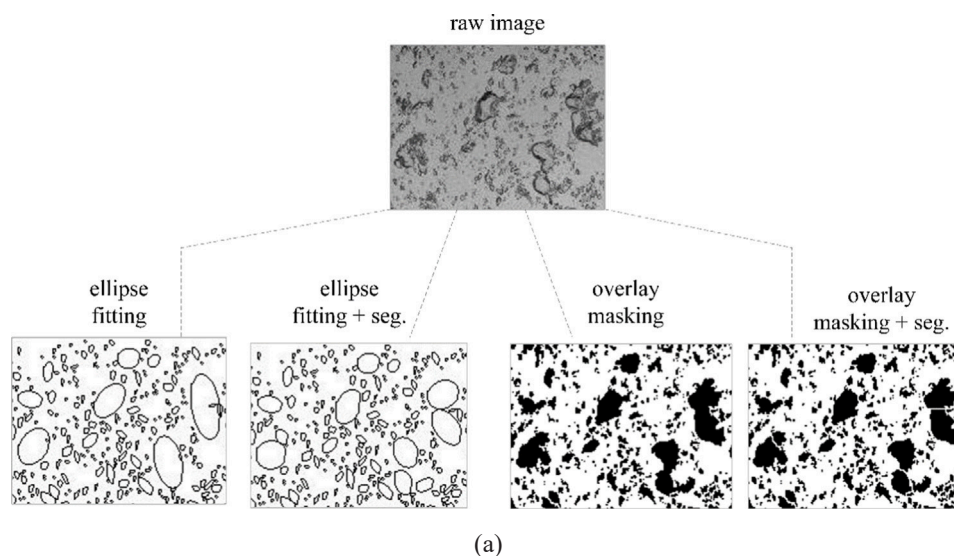 raw image
ellipse
fitting
ellipse
fitting + seg.
overlay
masking
overlay
masking + seg.
(a)